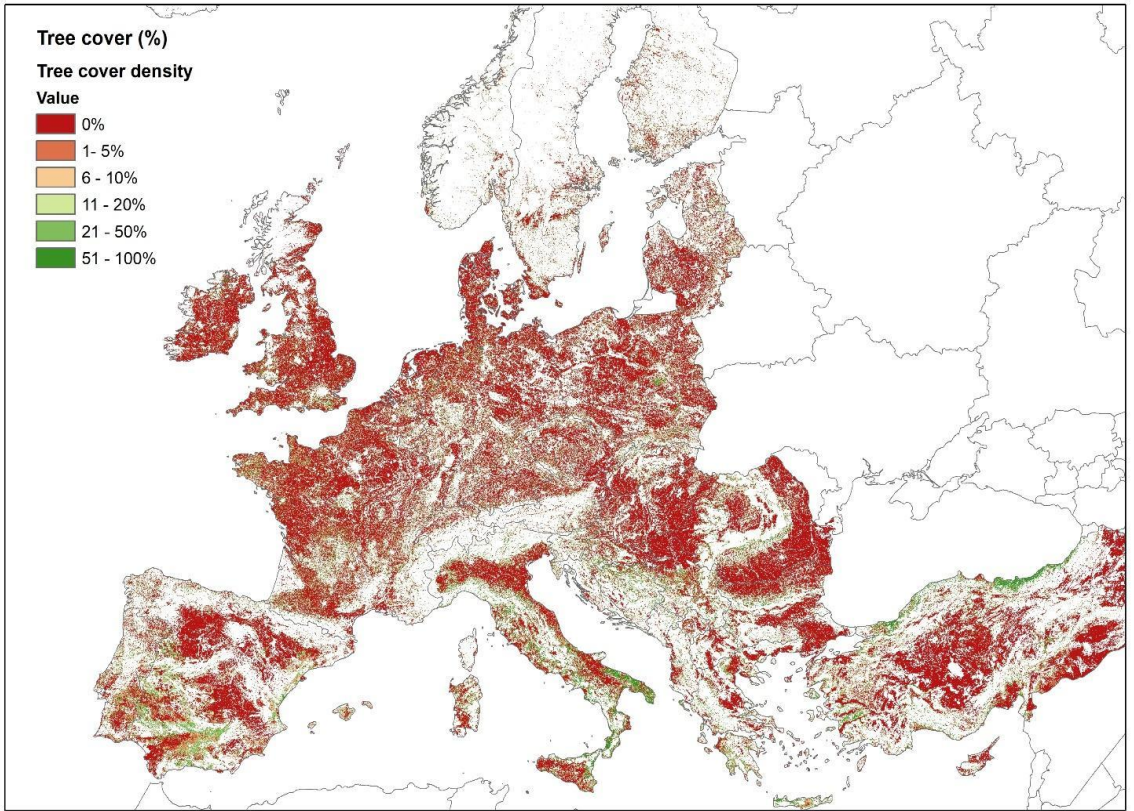 Tree cover (%)
Tree cover density
Value
0%
1- 5%
6 - 10%
11 - 20%
21 - 50%
51 - 100%